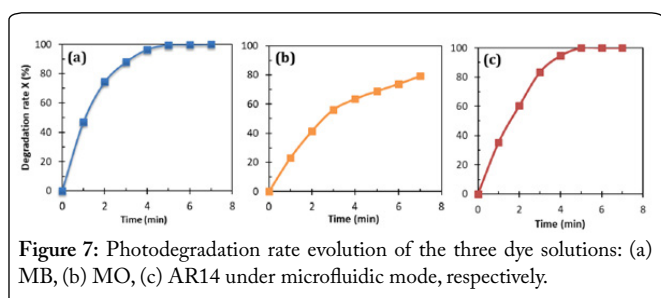 (a)
100
80
60
40
20
0
Degradation rate X (%)
0 2 4 6 8
Time (min)
(b)
100
80
60
40
20
0
0 2 4 6 8
Time (min)
(c)
100
80
60
40
20
0
0 2 4 6 8
Time (min)
Figure 7: Photodegradation rate evolution of the three dye solutions: (a)
MB, (b) MO, (c) AR14 under microfluidic mode, respectively.